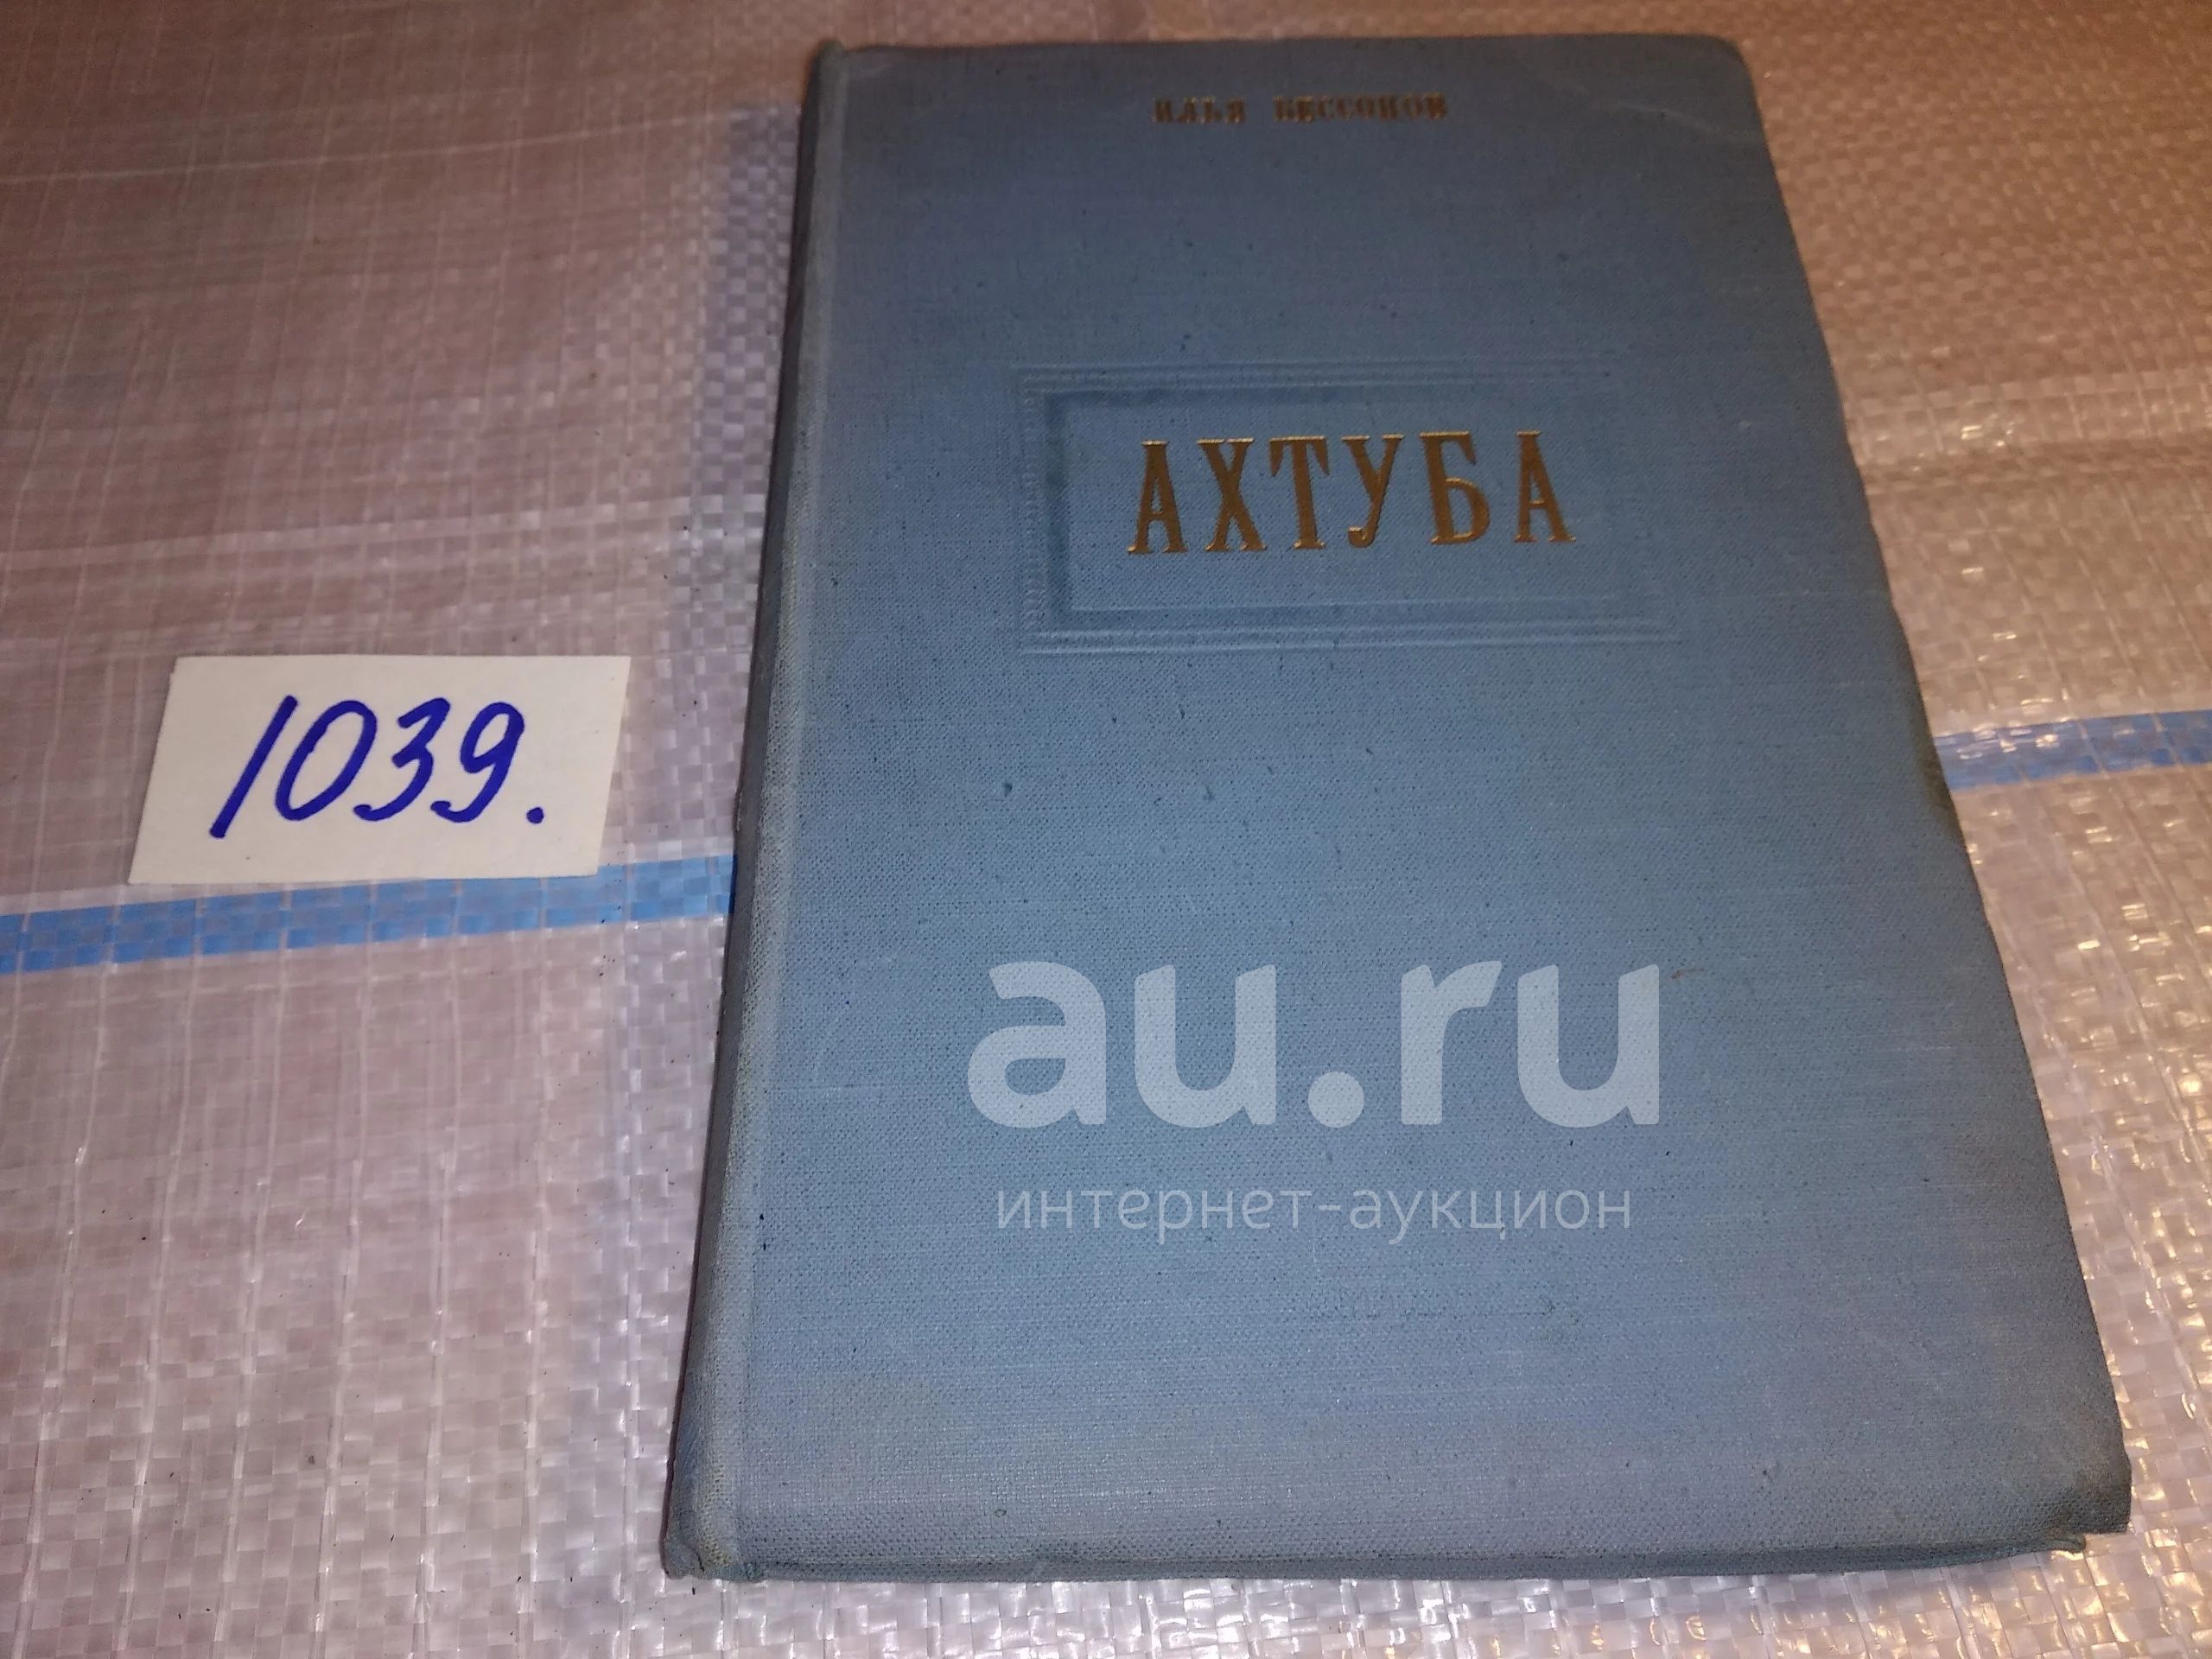 ИЛЬЯ БЕССОНОВ
АХТУБА
1039.
au.ru
интернет-аукцион